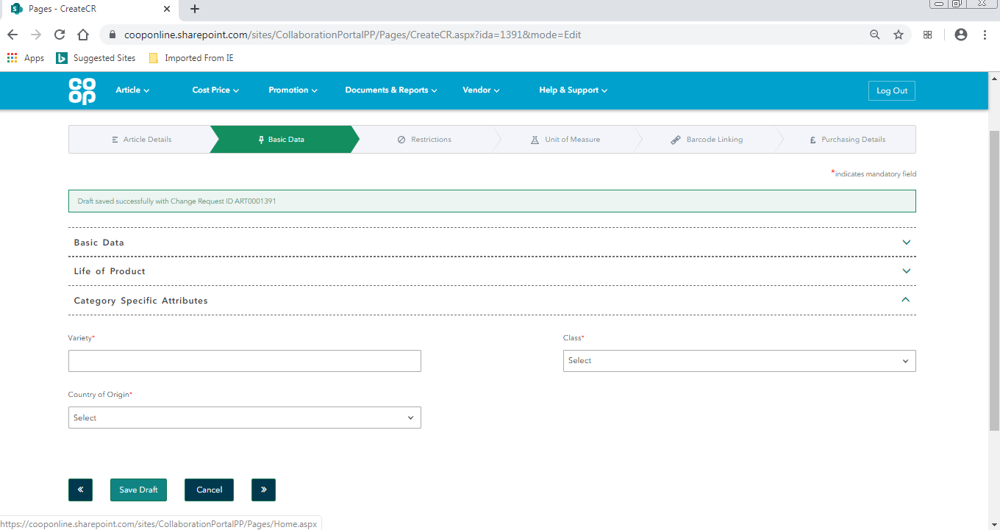 Pages - CreateCR
cooponline.sharepoint.com/sites/CollaborationPortalPP/Pages/CreateCR.aspx?ida=1391&mode=Edit
Apps Suggested Sites Imported From IE
CO
OP
Article Cost Price Promotion Documents & Reports Vendor Help & Support Log Out
Article Details Basic Data Restrictions Unit of Measure Barcode Linking £ Purchasing Details
*indicates mandatory field
Draft saved successfully with Change Request ID ART0001391
Basic Data
Life of Product
Category Specific Attributes
Variety* Class*
Select
Country of Origin*
Select
« Save Draft Cancel »
https://cooponline.sharepoint.com/sites/CollaborationPortalPP/Pages/Home.aspx